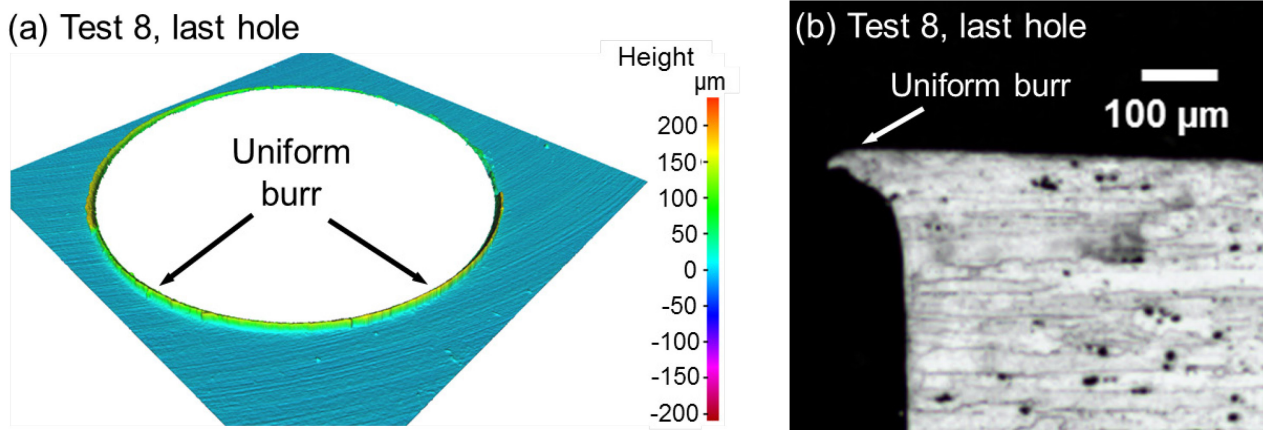 (a) Test 8, last hole
Height
µm
Uniform
burr
200
150
100
50
0
-50
-100
-150
-200
(b) Test 8, last hole
Uniform burr
100 µm